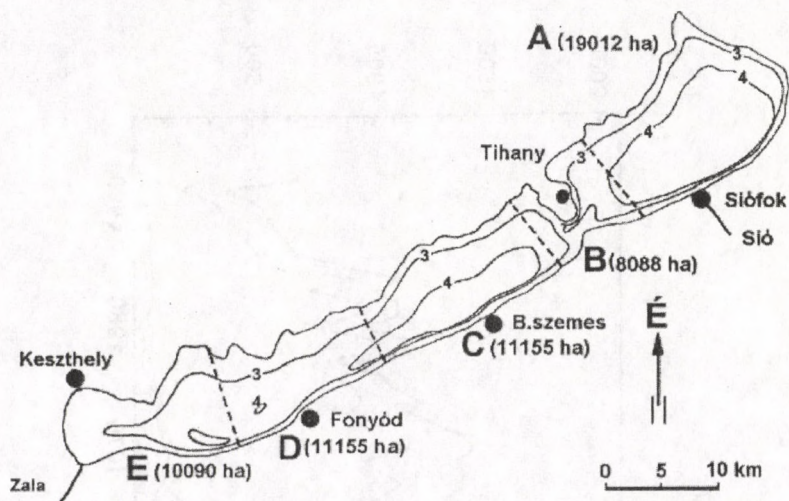 A (19012 ha)
3
4
4
Tihany
3
Siófok
Sió
B (8088 ha)
3
4
B.szemes
C (11155 ha)
É
Keszthely
3
4
Fonyód
D (11155 ha)
E (10090 ha)
Zala
0 5 10 km